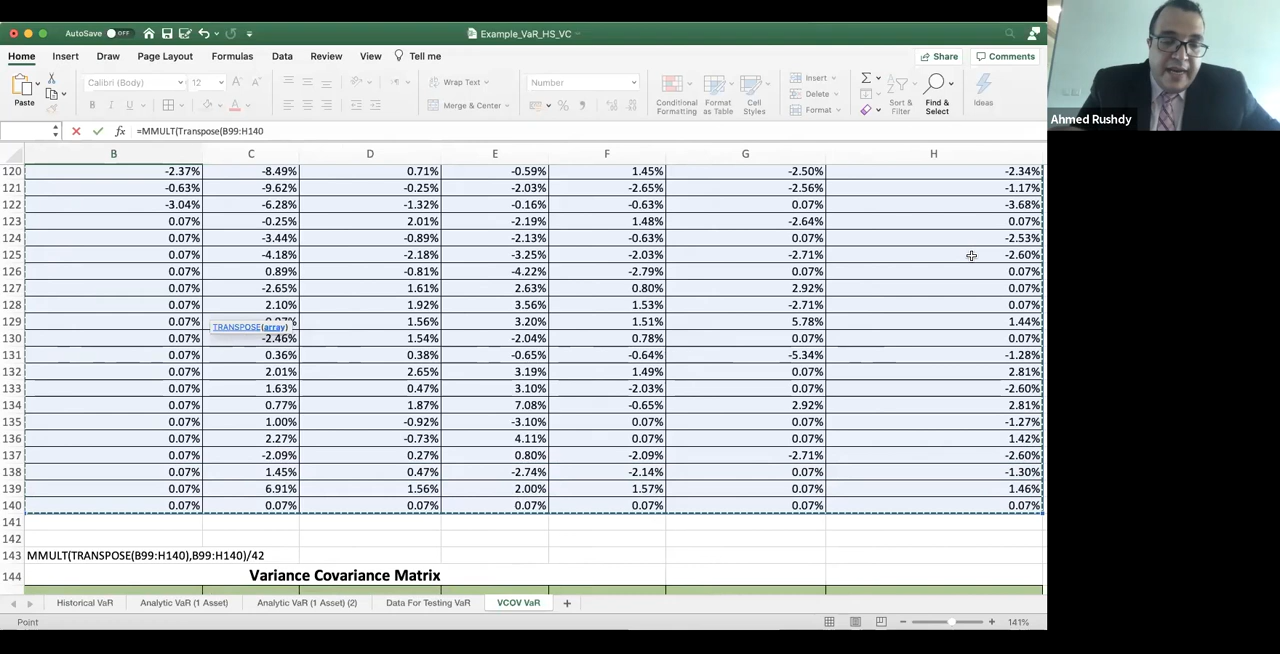 AutoSave OFF
Example_VaR_HS_VC
Home Insert Draw Page Layout Formulas Data Review View Tell me Share Comments
Paste Calibri (Body) 12 Wrap Text Merge & Center Number Conditional Formatting Format as Table Cell Styles Insert Delete Format Sort & Filter Find & Select Ideas
Ahmed Rushdy
fx =MMULT(Transpose(B99:H140
B C D E F G H
120 -2.37% -8.49% 0.71% -0.59% 1.45% -2.50% -2.34%
121 -0.63% -9.62% -0.25% -2.03% -2.65% -2.56% -1.17%
122 -3.04% -6.28% -1.32% -0.16% -0.63% 0.07% -3.68%
123 0.07% -0.25% 2.01% -2.19% 1.48% -2.64% 0.07%
124 0.07% -3.44% -0.89% -2.13% -0.63% 0.07% -2.53%
125 0.07% -4.18% -2.18% -3.25% -2.03% -2.71% -2.60%
126 0.07% 0.89% -0.81% -4.22% -2.79% 0.07% 0.07%
127 0.07% -2.65% 1.61% 2.63% 0.80% 2.92% 0.07%
128 0.07% 2.10% 1.92% 3.56% 1.53% -2.71% 0.07%
129 0.07% 1.56% 3.20% 1.51% 5.78% 1.44%
TRANSPOSE(array)
130 0.07% -2.46% 1.54% -2.04% 0.78% 0.07% 0.07%
131 0.07% 0.36% 0.38% -0.65% -0.64% -5.34% -1.28%
132 0.07% 2.01% 2.65% 3.19% 1.49% 0.07% 2.81%
133 0.07% 1.63% 0.47% 3.10% -2.03% 0.07% -2.60%
134 0.07% 0.77% 1.87% 7.08% -0.65% 2.92% 2.81%
135 0.07% 1.00% -0.92% -3.10% 0.07% 0.07% -1.27%
136 0.07% 2.27% -0.73% 4.11% 0.07% 0.07% 1.42%
137 0.07% -2.09% 0.27% 0.80% -2.09% -2.71% -2.60%
138 0.07% 1.45% 0.47% -2.74% -2.14% 0.07% -1.30%
139 0.07% 6.91% 1.56% 2.00% 1.57% 0.07% 1.46%
140 0.07% 0.07% 0.07% 0.07% 0.07% 0.07% 0.07%
141
142
143 MMULT(TRANSPOSE(B99:H140),B99:H140)/42
144 Variance Covariance Matrix
Historical VaR Analytic VaR (1 Asset) Analytic VaR (1 Asset) (2) Data For Testing VaR VCOV VaR
Point 141%